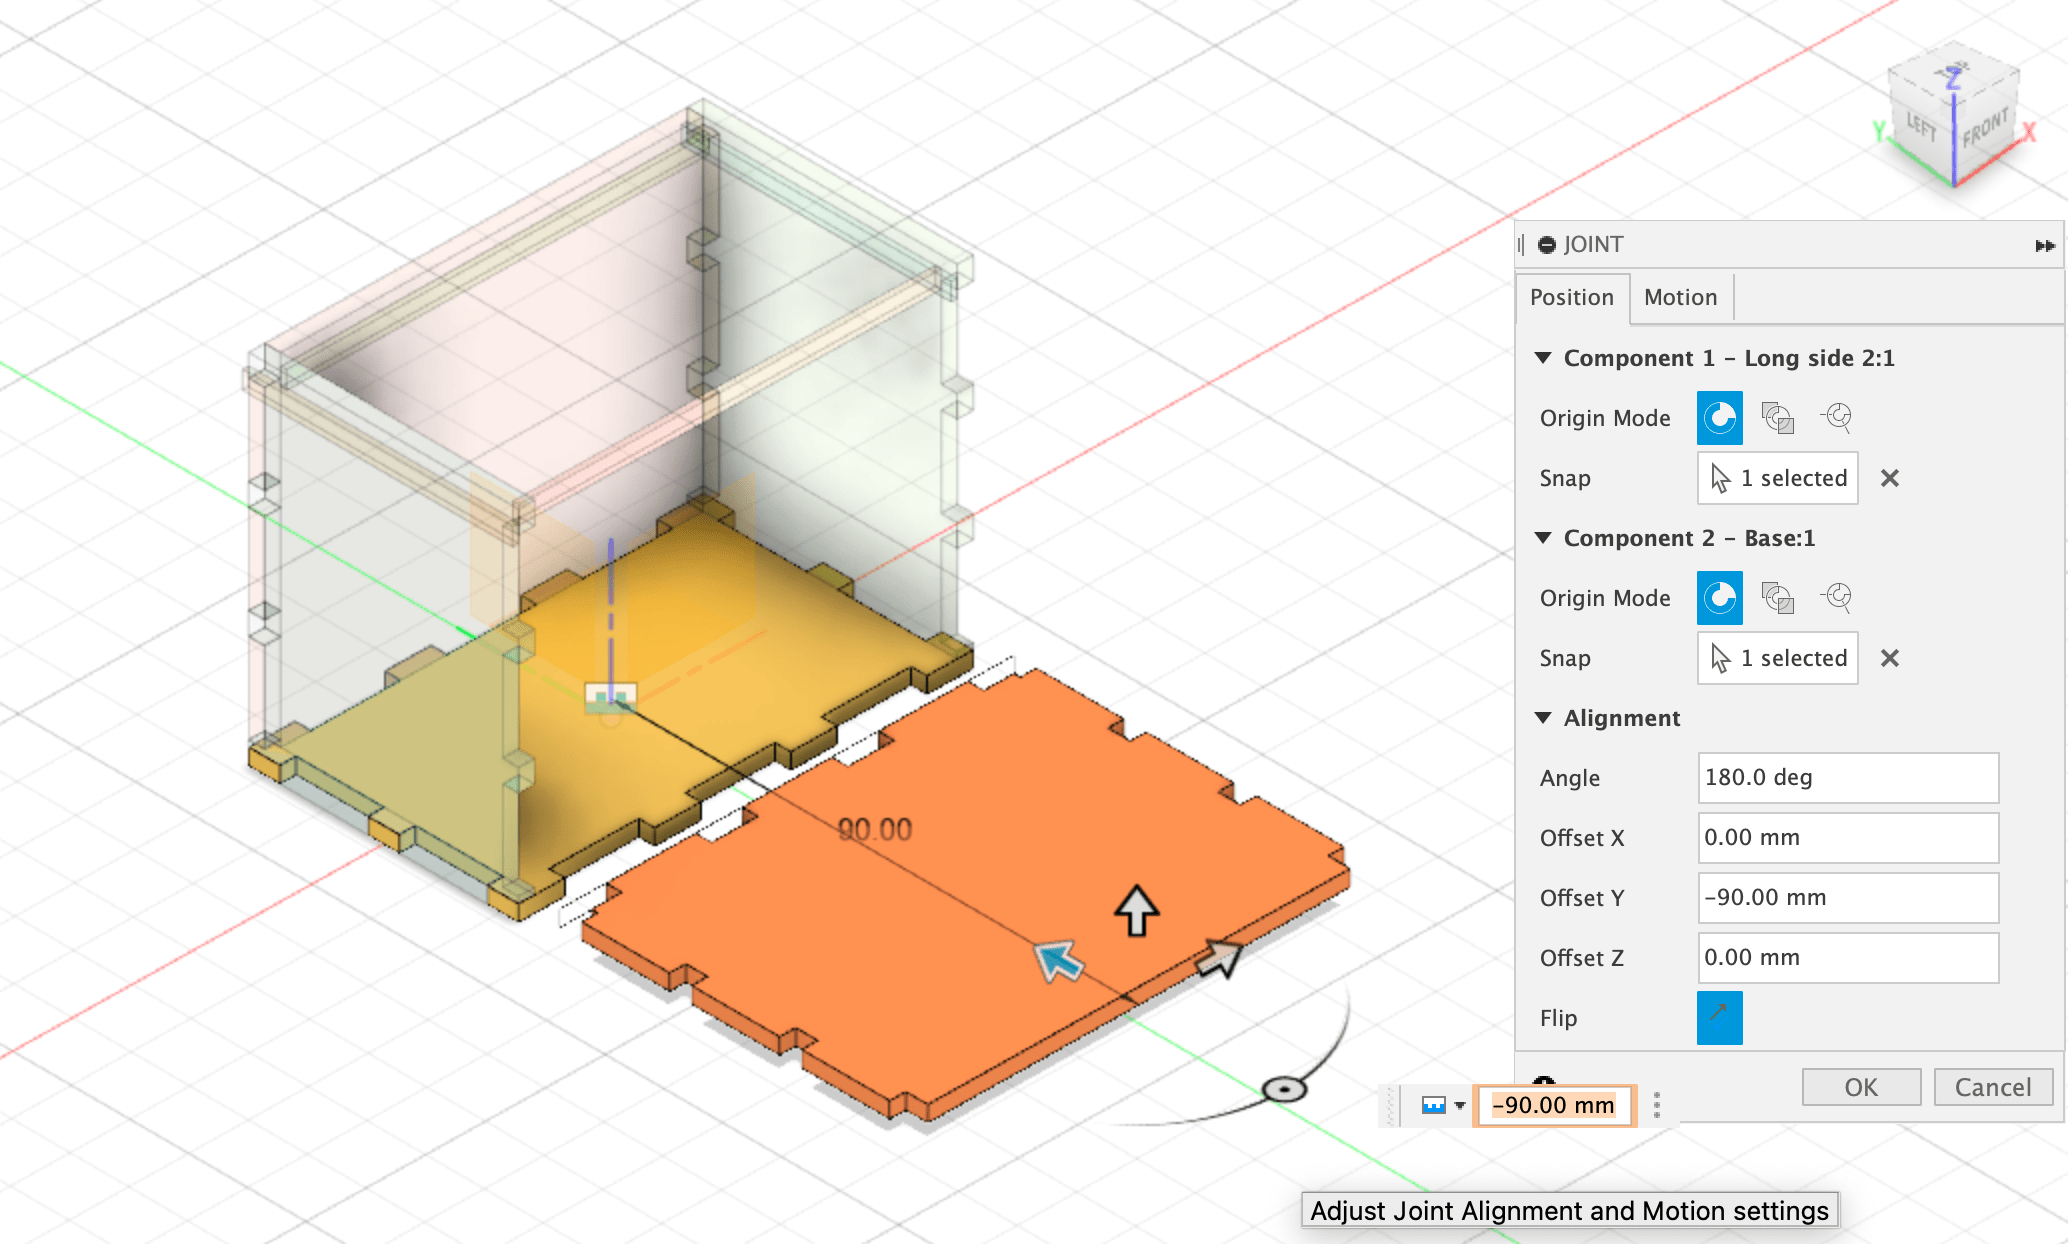 Z
LEFT
FRONT
Y
X
JOINT
Position
Motion
Component 1 – Long side 2:1
Origin Mode
Snap
1 selected
Component 2 – Base:1
Origin Mode
Snap
1 selected
Alignment
Angle
180.0 deg
90.00
Offset X
0.00 mm
Offset Y
-90.00 mm
Offset Z
0.00 mm
Flip
OK
Cancel
-90.00 mm
Adjust Joint Alignment and Motion settings